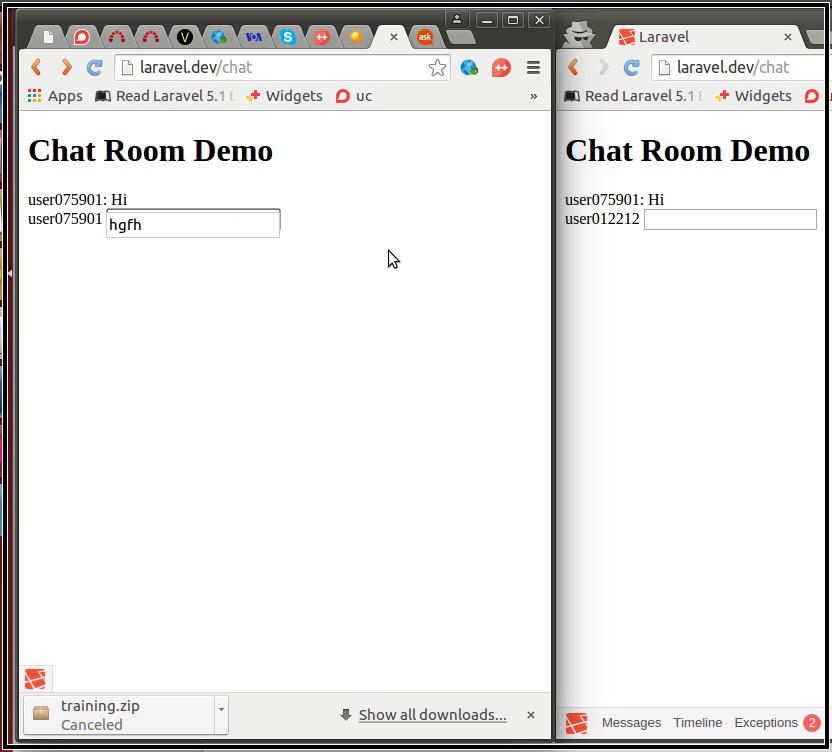 V
VOA
S
++
ask
Laravel
laravel.dev/chat
++
laravel.dev/chat
Apps
Read Laravel 5.1
Widgets
uc
»
Read Laravel 5.1
Widgets
Chat Room Demo
user075901: Hi
user075901
hgfh
Chat Room Demo
user075901: Hi
user012212
training.zip
Canceled
Show all downloads...
Messages
Timeline
Exceptions
2